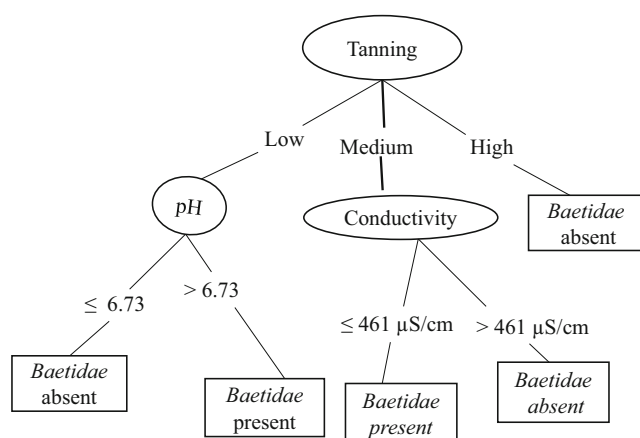 Tanning
Low
Medium
High
pH
Conductivity
Baetidae
absent
≤ 6.73
> 6.73
≤ 461 µS/cm
> 461 µS/cm
Baetidae
absent
Baetidae
present
Baetidae
present
Baetidae
absent